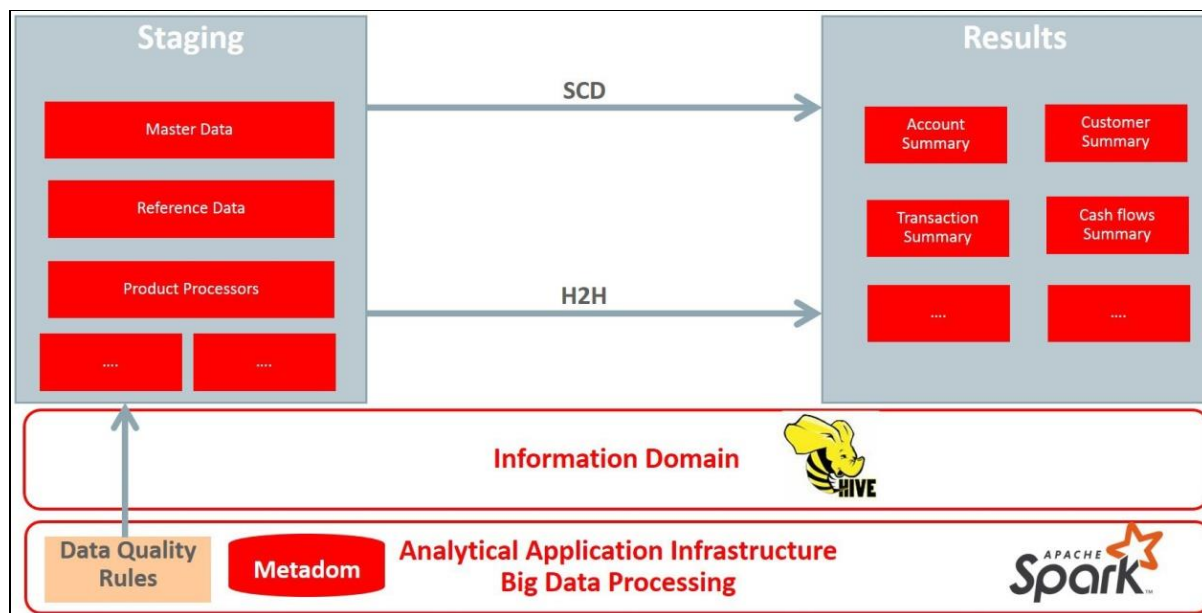 Staging
Master Data
Reference Data
Product Processors
....
....
SCD
H2H
Results
Account
Summary
Customer
Summary
Transaction
Summary
Cash flows
Summary
....
....
Information Domain
HIVE
Data Quality
Rules
Metadom
Analytical Application Infrastructure
Big Data Processing
APACHE
Spark™